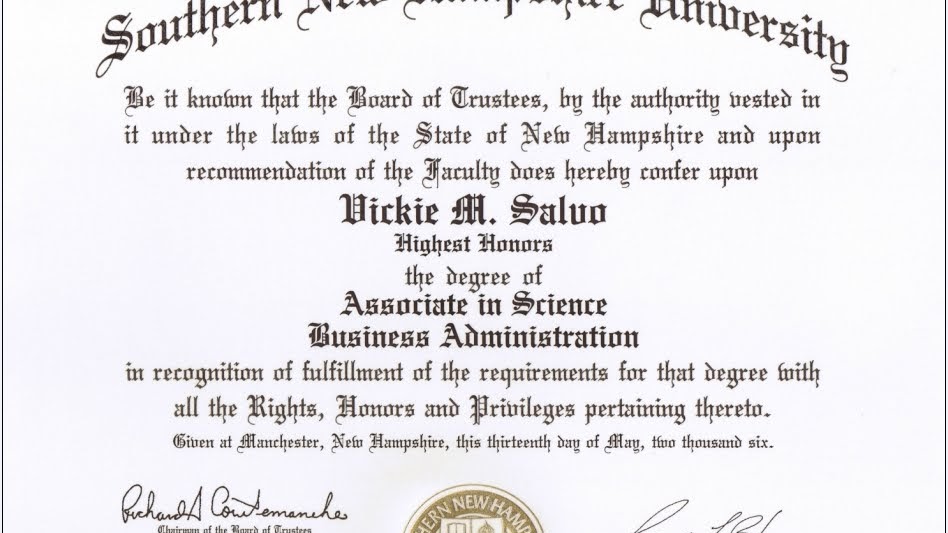 Southern New Hampshire University
Be it known that the Board of Trustees, by the authority vested in
it under the laws of the State of New Hampshire and upon
recommendation of the Faculty does hereby confer upon
Vickie M. Salvo
Highest Honors
the degree of
Associate in Science
Business Administration
in recognition of fulfillment of the requirements for that degree with
all the Rights, Honors and Privileges pertaining thereto.
Given at Manchester, New Hampshire, this thirteenth day of May, two thousand six.
Richard A Courtemanche
Chairman of the Board of Trustees
HERN NEW HAMP